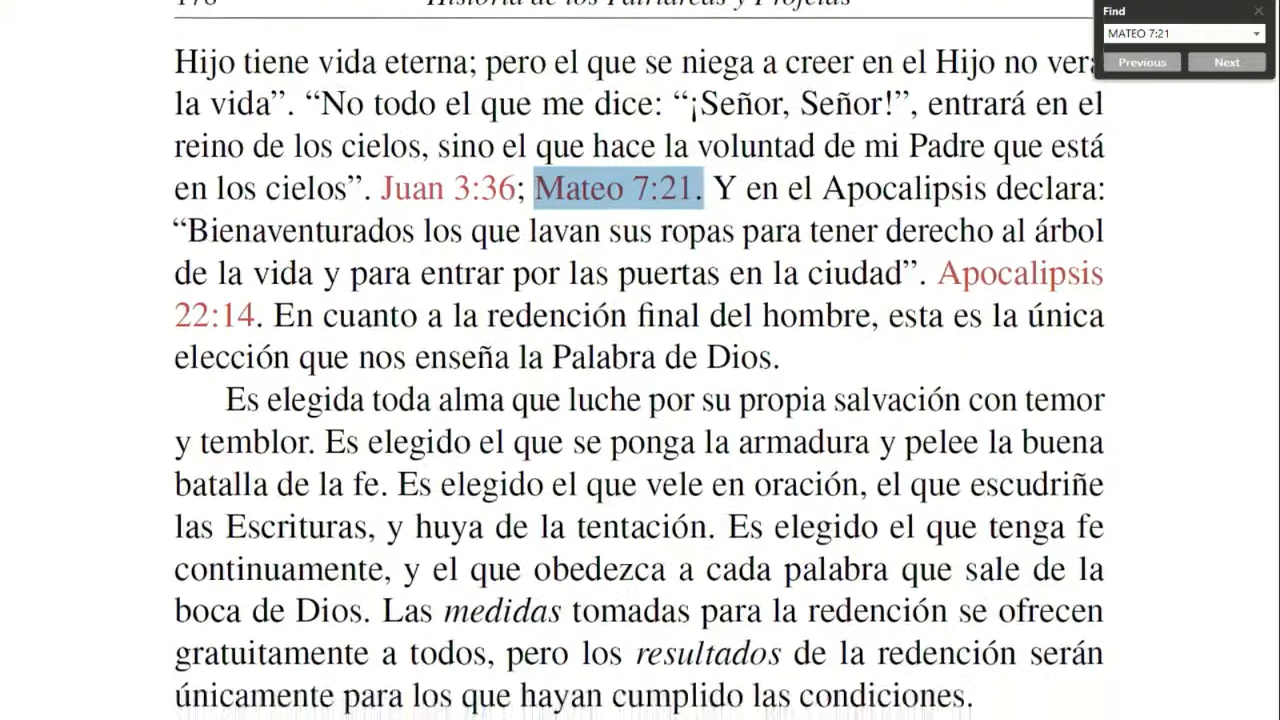 178 Historia de los Patriarcas y Profetas
Find
MATEO 7:21
Previous Next
Hijo tiene vida eterna; pero el que se niega a creer en el Hijo no verá
la vida”. “No todo el que me dice: “¡Señor, Señor!”, entrará en el
reino de los cielos, sino el que hace la voluntad de mi Padre que está
en los cielos”. Juan 3:36; Mateo 7:21. Y en el Apocalipsis declara:
“Bienaventurados los que lavan sus ropas para tener derecho al árbol
de la vida y para entrar por las puertas en la ciudad”. Apocalipsis
22:14. En cuanto a la redención final del hombre, esta es la única
elección que nos enseña la Palabra de Dios.
Es elegida toda alma que luche por su propia salvación con temor
y temblor. Es elegido el que se ponga la armadura y pelee la buena
batalla de la fe. Es elegido el que vele en oración, el que escudriñe
las Escrituras, y huya de la tentación. Es elegido el que tenga fe
continuamente, y el que obedezca a cada palabra que sale de la
boca de Dios. Las medidas tomadas para la redención se ofrecen
gratuitamente a todos, pero los resultados de la redención serán
únicamente para los que hayan cumplido las condiciones.